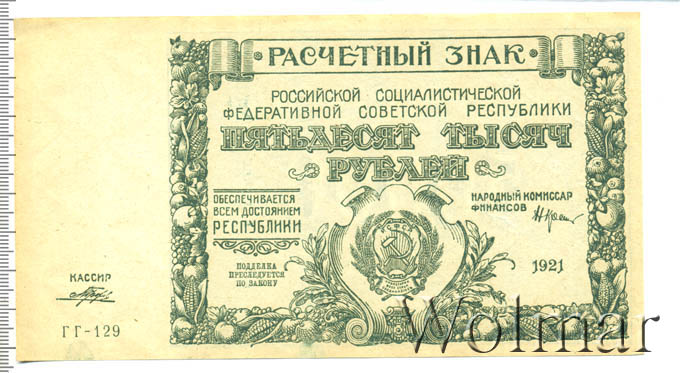 РАСЧЕТНЫЙ ЗНАК
РОССИЙСКОЙ СОЦИАЛИСТИЧЕСКОЙ
ФЕДЕРАТИВНОЙ СОВЕТСКОЙ РЕСПУБЛИКИ
ПЯТЬДЕСЯТ ТЫСЯЧ
РУБЛЕЙ
ОБЕСПЕЧИВАЕТСЯ
ВСЕМ ДОСТОЯНИЕМ
РЕСПУБЛИКИ
НАРОДНЫЙ КОМИССАР
ФИНАНСОВ
ПОДДЕЛКА
ПРЕСЛЕДУЕТСЯ
ПО ЗАКОНУ
1921
КАССИР
ГГ-129
Wolmar